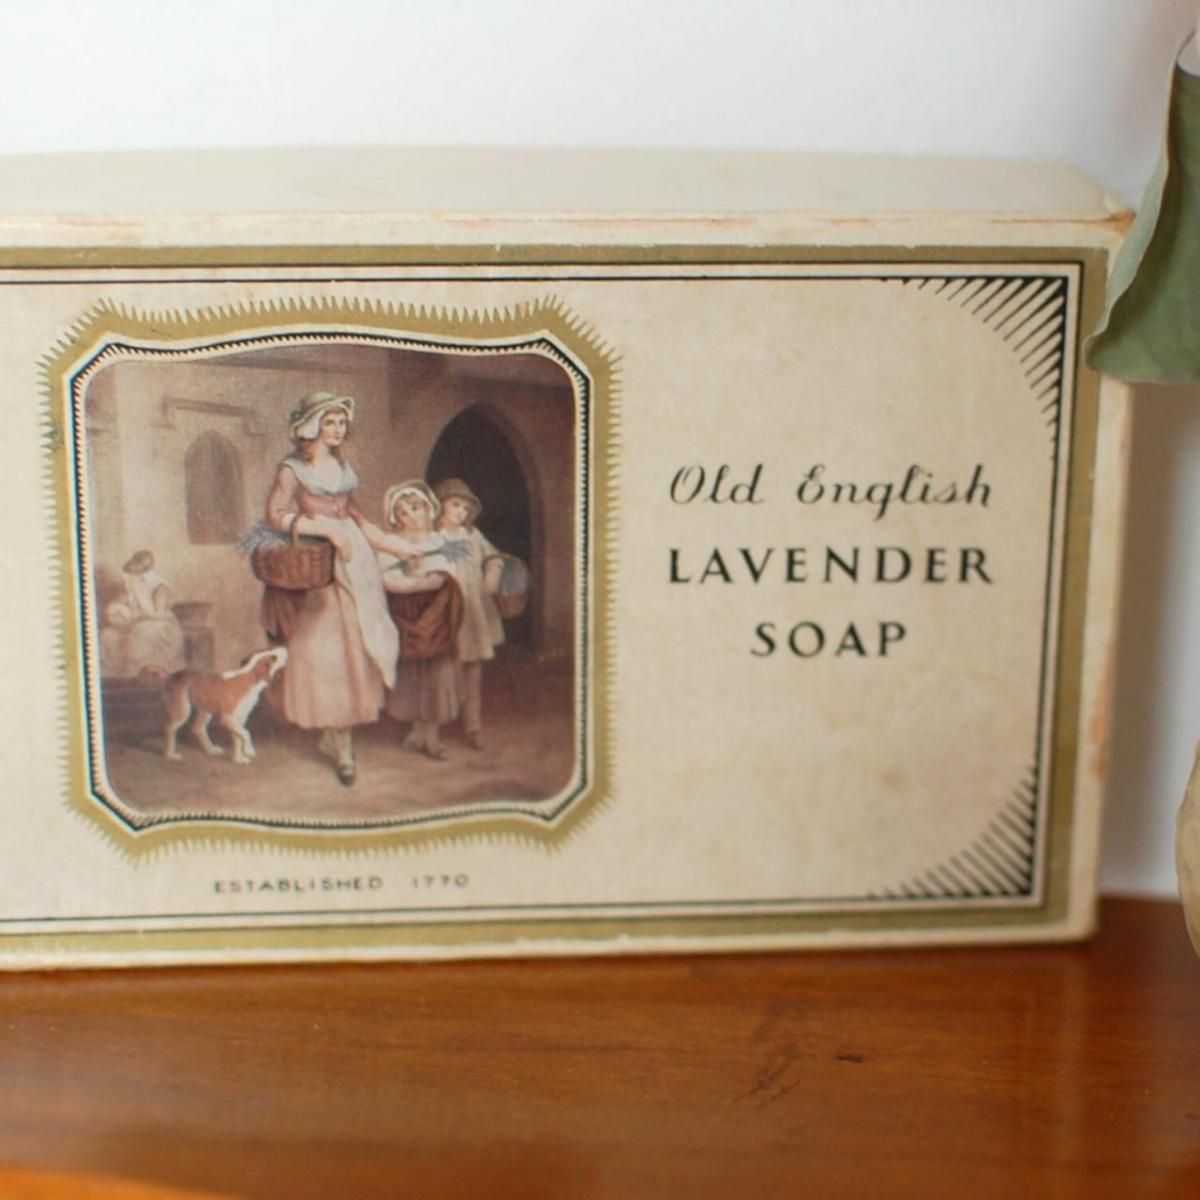 Old English
LAVENDER
SOAP
ESTABLISHED 1770